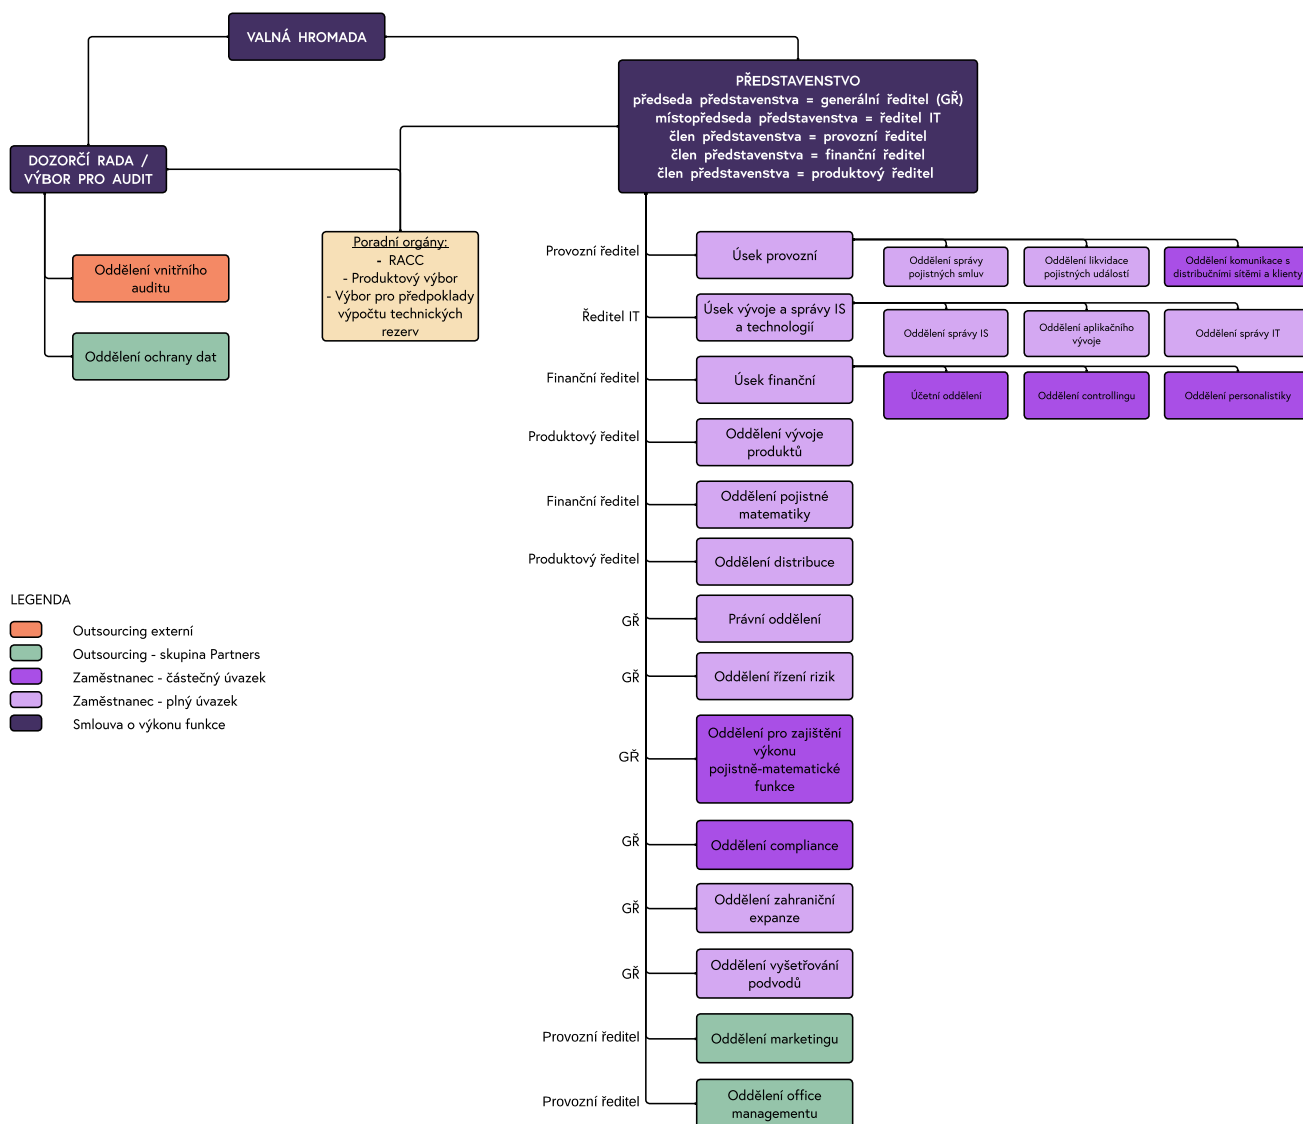 VALNÁ HROMADA
PŘEDSTAVENSTVO
předseda představenstva = generální ředitel (GŘ)
místopředseda představenstva = ředitel IT
člen představenstva = provozní ředitel
člen představenstva = finanční ředitel
člen představenstva = produktový ředitel
DOZORČÍ RADA /
VÝBOR PRO AUDIT
Oddělení vnitřního
auditu
Oddělení ochrany dat
Poradní orgány:
- RACC
- Produktový výbor
- Výbor pro předpoklady
výpočtu technických
rezerv
Provozní ředitel
Úsek provozní
Oddělení správy
pojistných smluv
Oddělení likvidace
pojistných událostí
Oddělení komunikace s
distribučními sítěmi a klienty
Ředitel IT
Úsek vývoje a správy IS
a technologií
Oddělení správy IS
Oddělení aplikačního
vývoje
Oddělení správy IT
Finanční ředitel
Úsek finanční
Účetní oddělení
Oddělení controllingu
Oddělení personalistiky
Produktový ředitel
Oddělení vývoje
produktů
Finanční ředitel
Oddělení pojistné
matematiky
Produktový ředitel
Oddělení distribuce
GŘ
Právní oddělení
GŘ
Oddělení řízení rizik
GŘ
Oddělení pro zajištění
výkonu
pojistně-matematické
funkce
GŘ
Oddělení compliance
GŘ
Oddělení zahraniční
expanze
GŘ
Oddělení vyšetřování
podvodů
Provozní ředitel
Oddělení marketingu
Provozní ředitel
Oddělení office
managementu
LEGENDA
Outsourcing externí
Outsourcing - skupina Partners
Zaměstnanec - částečný úvazek
Zaměstnanec - plný úvazek
Smlouva o výkonu funkce